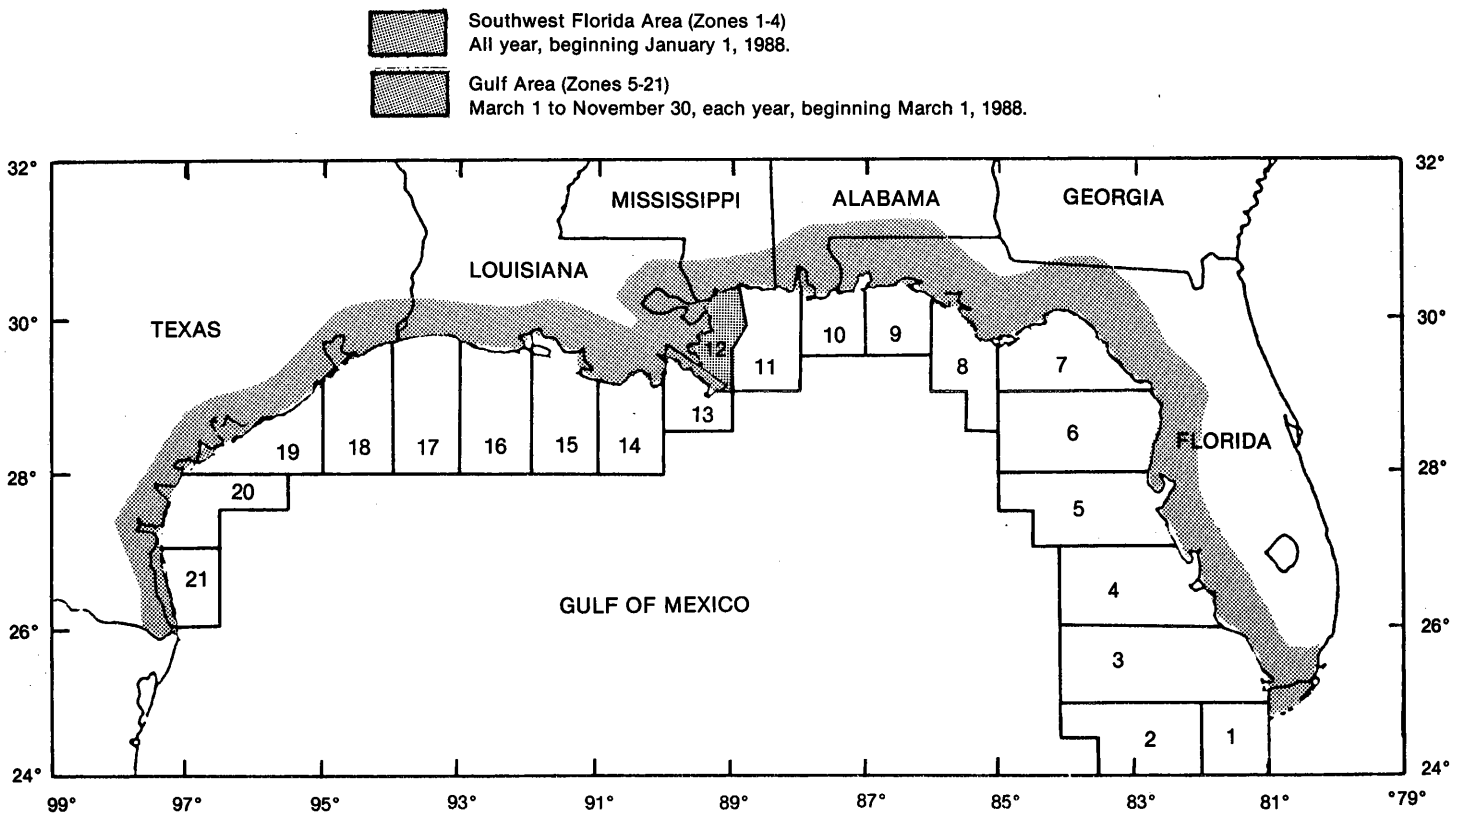 Southwest Florida Area (Zones 1-4)
All year, beginning January 1, 1988.
Gulf Area (Zones 5-21)
March 1 to November 30, each year, beginning March 1, 1988.
32° 32°
MISSISSIPPI ALABAMA GEORGIA
LOUISIANA
TEXAS
30° 30°
10 9
12
11 8 7
13
19 18 17 16 15 14 6 FLORIDA
28° 28°
20 5
21 4
GULF OF MEXICO
26° 26°
3
2 1
24° 24°
99° 97° 95° 93° 91° 89° 87° 85° 83° 81° °79°